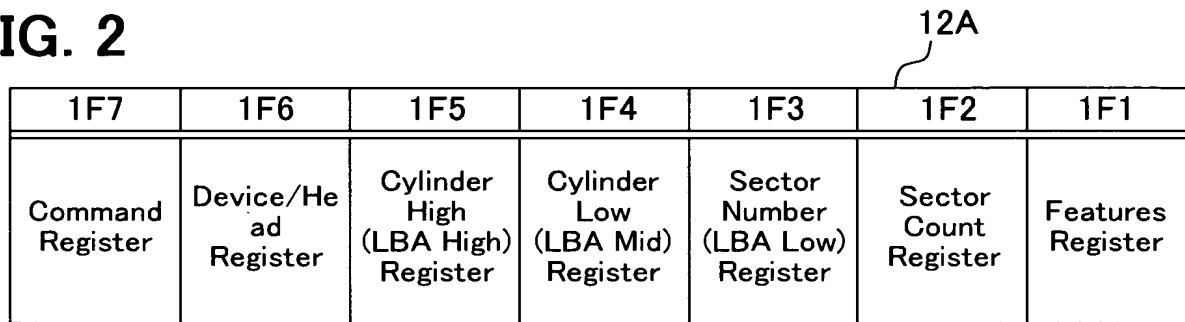 IG. 2
12A
1F7 1F6 1F5 1F4 1F3 1F2 1F1
Command
Register
Device/He
ad
Register
Cylinder
High
(LBA High)
Register
Cylinder
Low
(LBA Mid)
Register
Sector
Number
(LBA Low)
Register
Sector
Count
Register
Features
Register